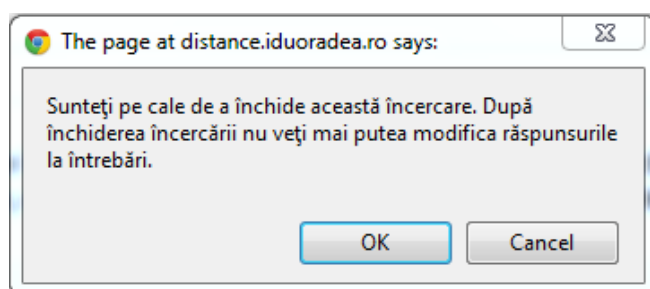 The page at distance.iduoradea.ro says:
Sunteţi pe cale de a închide această încercare. După
închiderea încercării nu veţi mai putea modifica răspunsurile
la întrebări.
OK Cancel